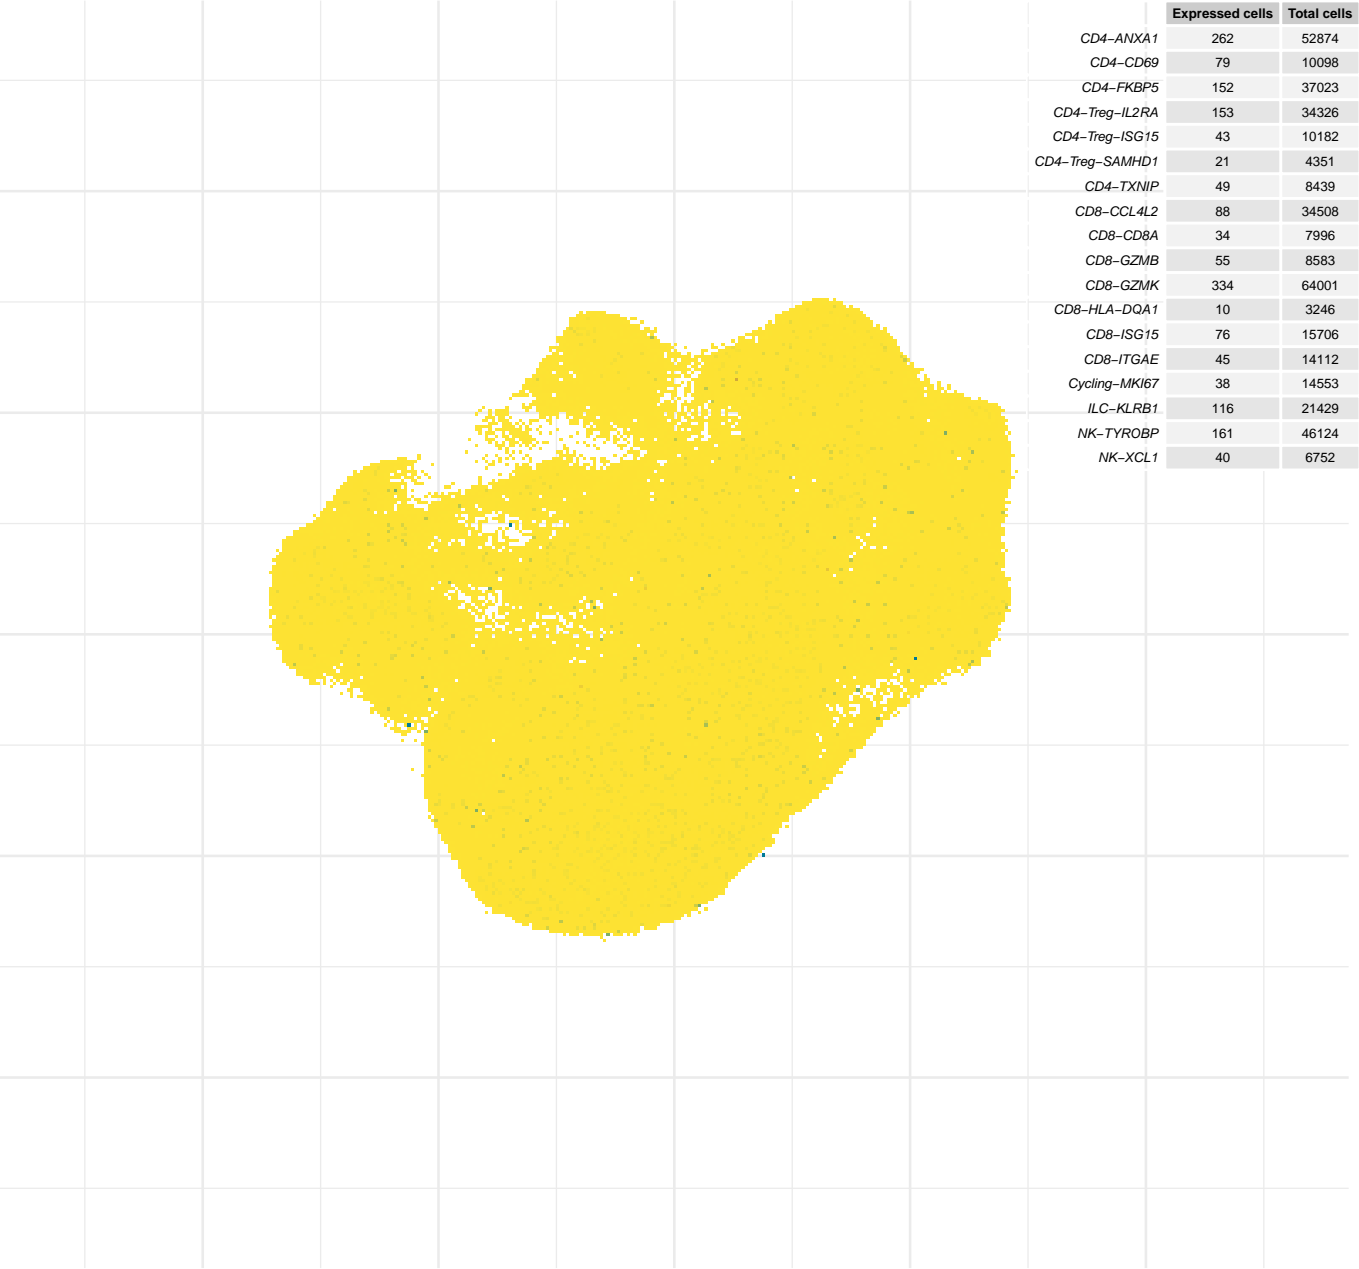 Expressed cells Total cells
CD4−ANXA1 262 52874
CD4−CD69 79 10098
CD4−FKBP5 152 37023
CD4−Treg−IL2RA 153 34326
CD4−Treg−ISG15 43 10182
CD4−Treg−SAMHD1 21 4351
CD4−TXNIP 49 8439
CD8−CCL4L2 88 34508
CD8−CD8A 34 7996
CD8−GZMB 55 8583
CD8−GZMK 334 64001
CD8−HLA−DQA1 10 3246
CD8−ISG15 76 15706
CD8−ITGAE 45 14112
Cycling−MKI67 38 14553
ILC−KLRB1 116 21429
NK−TYROBP 161 46124
NK−XCL1 40 6752